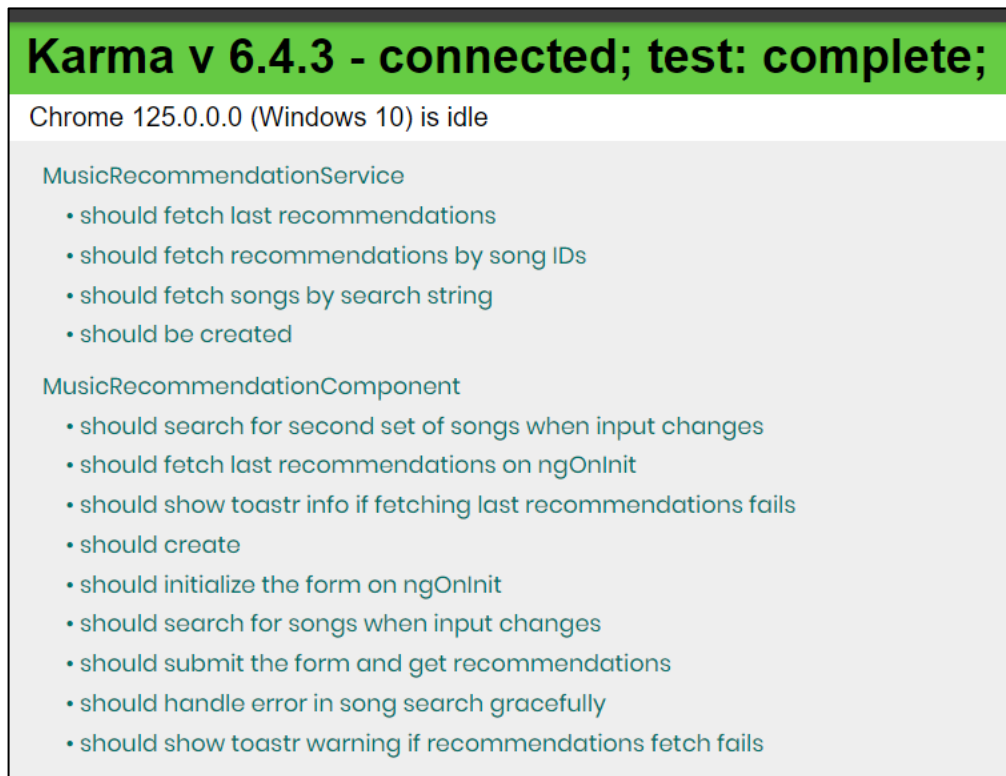 Karma v 6.4.3 - connected; test: complete;
Chrome 125.0.0.0 (Windows 10) is idle
MusicRecommendationService
• should fetch last recommendations
• should fetch recommendations by song IDs
• should fetch songs by search string
• should be created
MusicRecommendationComponent
• should search for second set of songs when input changes
• should fetch last recommendations on ngOnInit
• should show toastr info if fetching last recommendations fails
• should create
• should initialize the form on ngOnInit
• should search for songs when input changes
• should submit the form and get recommendations
• should handle error in song search gracefully
• should show toastr warning if recommendations fetch fails